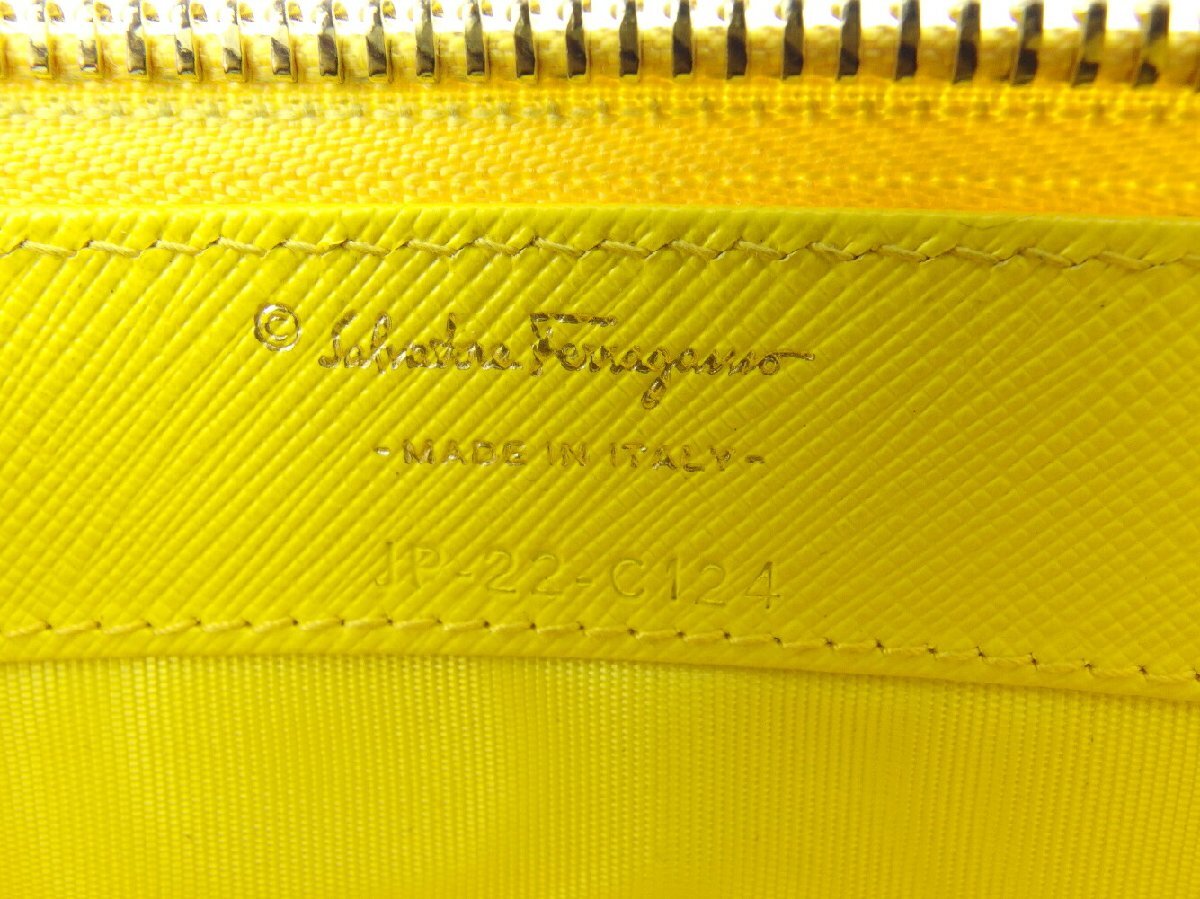 © Salvatore Ferragamo
- MADE IN ITALY -
JP-22-C124